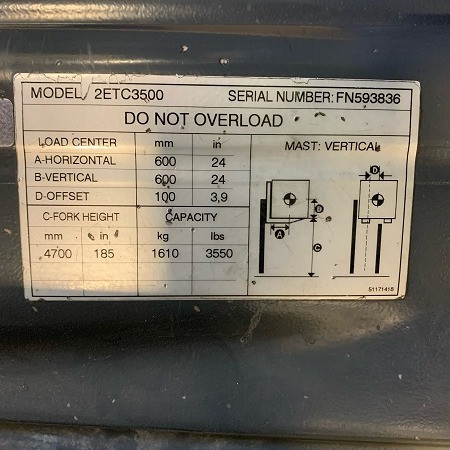 MODEL 2ETC3500 SERIAL NUMBER: FN593836
DO NOT OVERLOAD
LOAD CENTER mm in MAST: VERTICAL
A-HORIZONTAL 600 24
B-VERTICAL 600 24
D-OFFSET 100 3,9
C-FORK HEIGHT CAPACITY
mm in kg lbs
4700 185 1610 3550
D
B
A
C
51171418